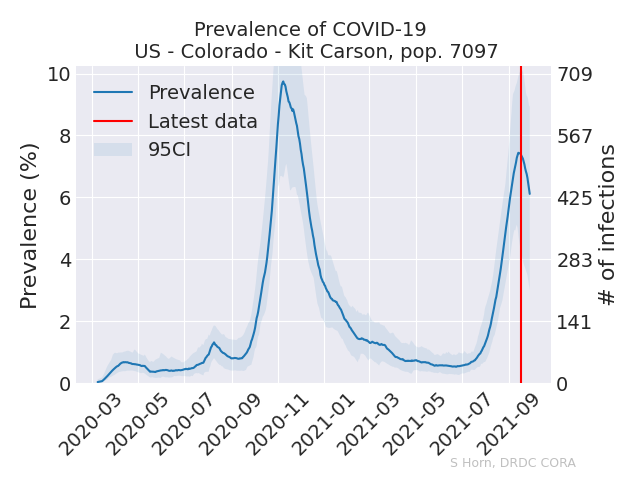 Prevalence of COVID-19
US - Colorado - Kit Carson, pop. 7097
Prevalence
Latest data
95CI
Prevalence (%)
0
2
4
6
8
10
# of infections
0
141
283
425
567
709
2020-03
2020-05
2020-07
2020-09
2020-11
2021-01
2021-03
2021-05
2021-07
2021-09
S Horn, DRDC CORA